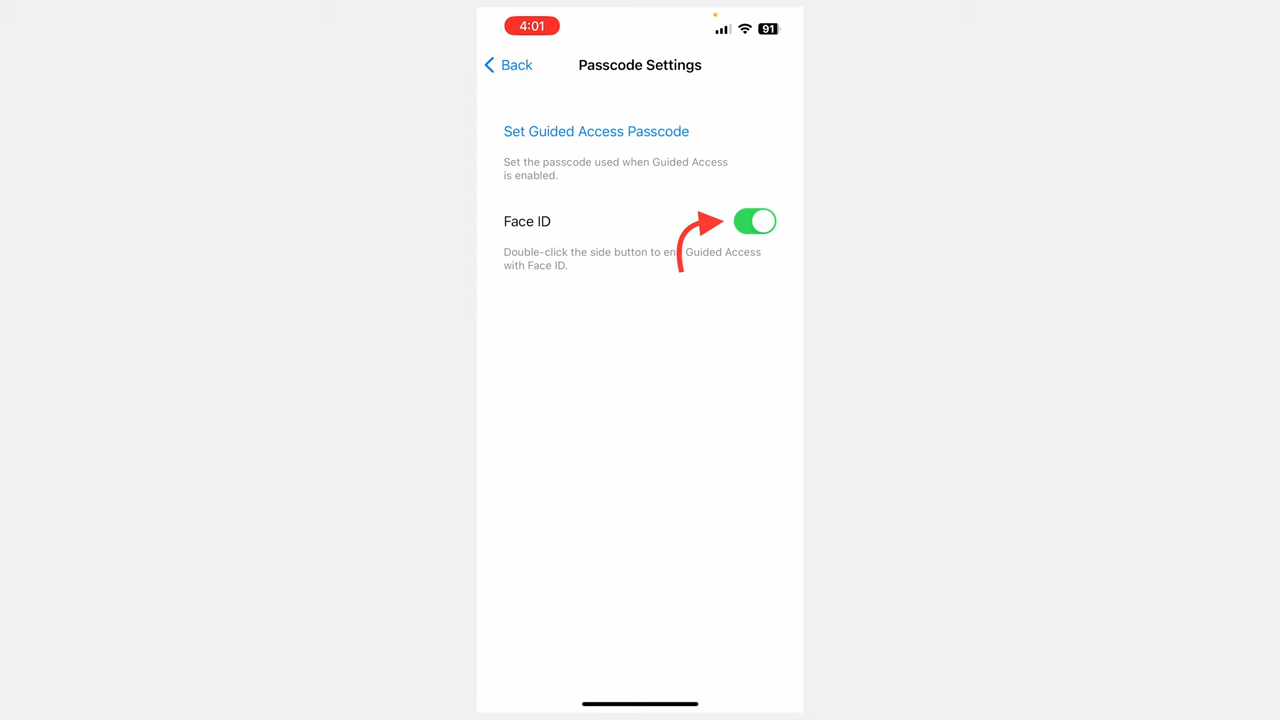 4:01
91
Back
Passcode Settings
Set Guided Access Passcode
Set the passcode used when Guided Access
is enabled.
Face ID
Double-click the side button to en Guided Access
with Face ID.